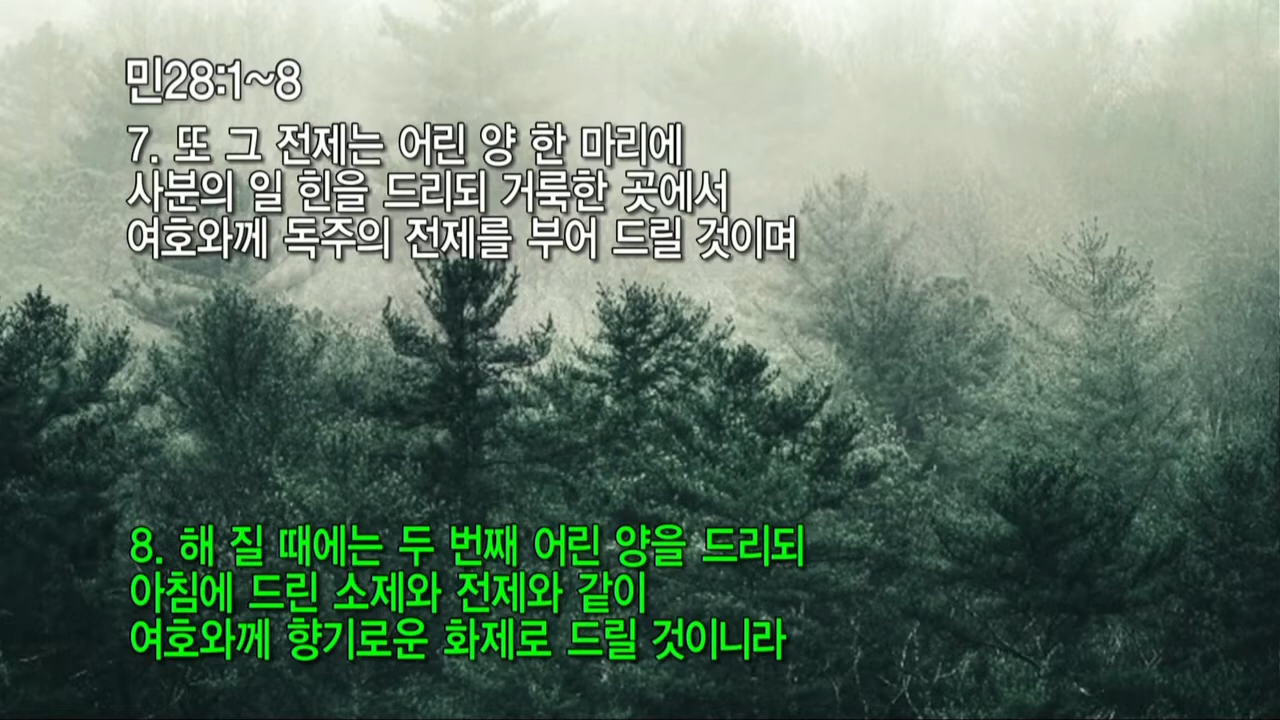 민28:1~8
7. 또 그 전제는 어린 양 한 마리에
사분의 일 힌을 드리되 거룩한 곳에서
여호와께 독주의 전제를 부어 드릴 것이며
8. 해 질 때에는 두 번째 어린 양을 드리되
아침에 드린 소제와 전제와 같이
여호와께 향기로운 화제로 드릴 것이니라